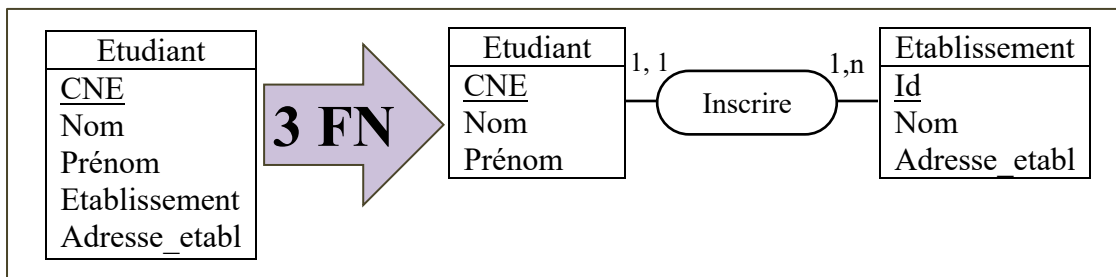 Etudiant
CNE
Nom
Prénom
Etablissement
Adresse_etabl
3 FN
Etudiant
CNE
Nom
Prénom
1, 1
Inscrire
1,n
Etablissement
Id
Nom
Adresse_etabl